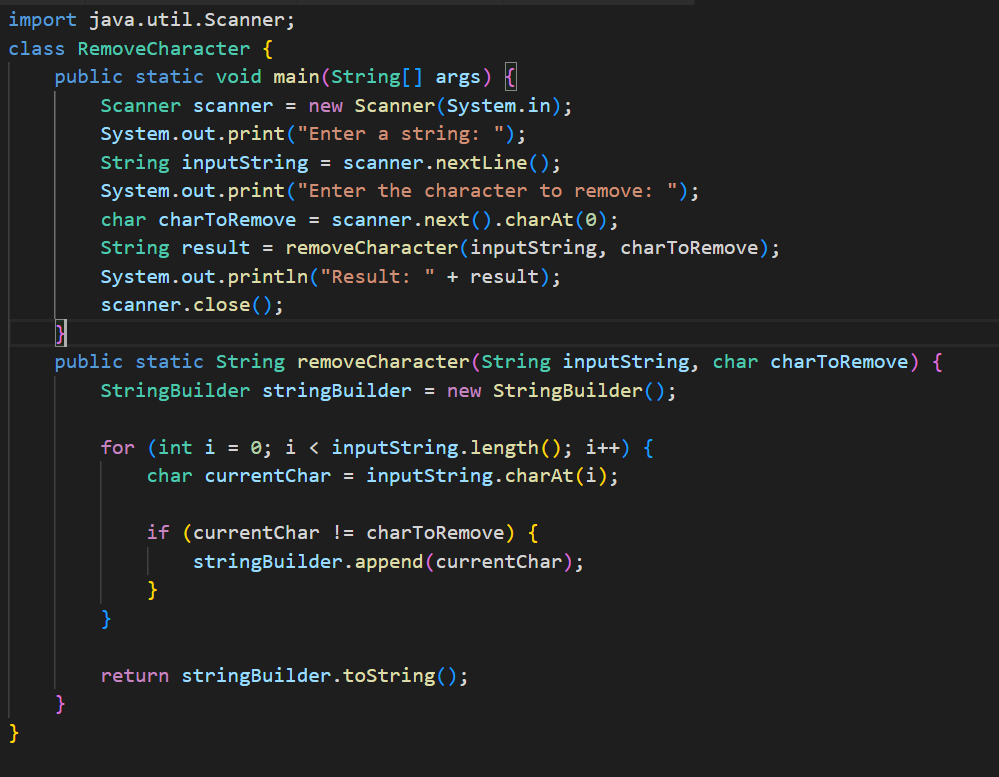 import java.util.Scanner;
class RemoveCharacter {
    public static void main(String[] args) {
        Scanner scanner = new Scanner(System.in);
        System.out.print("Enter a string: ");
        String inputString = scanner.nextLine();
        System.out.print("Enter the character to remove: ");
        char charToRemove = scanner.next().charAt(0);
        String result = removeCharacter(inputString, charToRemove);
        System.out.println("Result: " + result);
        scanner.close();
    }
    public static String removeCharacter(String inputString, char charToRemove) {
        StringBuilder stringBuilder = new StringBuilder();

        for (int i = 0; i < inputString.length(); i++) {
            char currentChar = inputString.charAt(i);

            if (currentChar != charToRemove) {
                stringBuilder.append(currentChar);
            }
        }

        return stringBuilder.toString();
    }
}